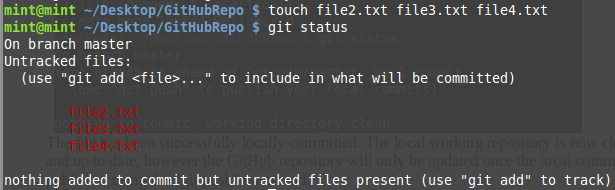 mint@mint ~/Desktop/GitHubRepo $ touch file2.txt file3.txt file4.txt
mint@mint ~/Desktop/GitHubRepo $ git status
On branch master
Untracked files:
(use "git add <file>..." to include in what will be committed)
file2.txt
file3.txt
file4.txt
nothing added to commit but untracked files present (use "git add" to track)